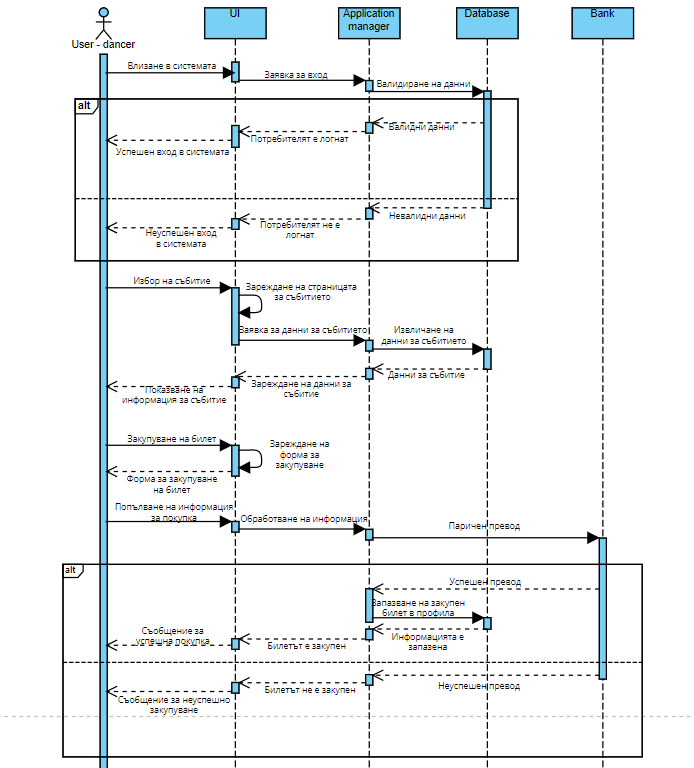 User - dancer
UI
Application
manager
Database
Bank
Влизане в системата
Заявка за вход
Валидиране на данни
alt
Валидни данни
Потребителят е логнат
Успешен вход в системата
Невалидни данни
Потребителят не е
логнат
Неуспешен вход
в системата
Избор на събитие
Зареждане на страницата
за събитието
Заявка за данни за събитието
Извличане на
данни за събитието
Данни за събитие
Зареждане на данни за
събитие
Показване на
информация за събитие
Закупуване на билет
Зареждане на
форма за
закупуване
Форма за закупуване
на билет
Попълване на информация
за покупка
Обработване на информация
Паричен превод
alt
Успешен превод
Запазване на закупен
билет в профила
Информацията е
запазена
Билетът е закупен
Съобщение за
успешна покупка
Неуспешен превод
Билетът не е закупен
Съобщение за неуспешно
закупуване